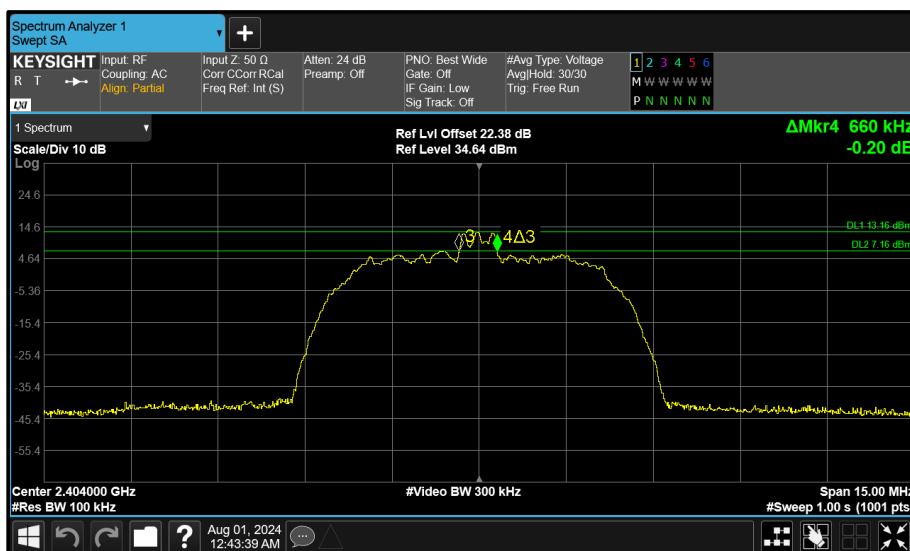 Spectrum Analyzer 1
Swept SA
KEYSIGHT
R T
LXI
Input: RF
Coupling: AC
Align: Partial
Input Z: 50 Ω
Corr CCorr RCal
Freq Ref: Int (S)
Atten: 24 dB
Preamp: Off
PNO: Best Wide
Gate: Off
IF Gain: Low
Sig Track: Off
#Avg Type: Voltage
Avg|Hold: 30/30
Trig: Free Run
1 2 3 4 5 6
M W W W W W
P N N N N N
1 Spectrum
Scale/Div 10 dB
Log
Ref Lvl Offset 22.38 dB
Ref Level 34.64 dBm
ΔMkr4 660 kHz
-0.20 dB
24.6
14.6
4.64
-5.36
-15.4
-25.4
-35.4
-45.4
-55.4
3
4Δ3
DL1 13.16 dBm
DL2 7.16 dBm
Center 2.404000 GHz
#Res BW 100 kHz
#Video BW 300 kHz
Span 15.00 MHz
#Sweep 1.00 s (1001 pts
?
Aug 01, 2024
12:43:39 AM